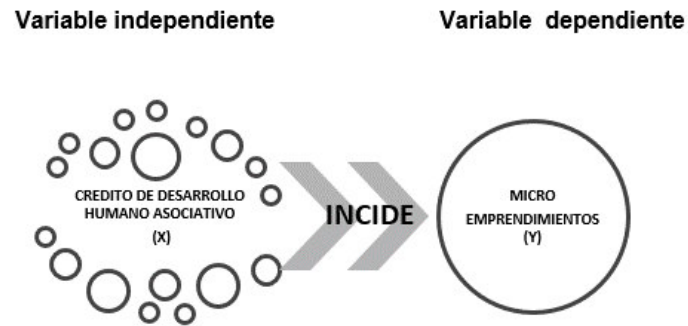 Variable independiente
Variable dependiente
CREDITO DE DESARROLLO
HUMANO ASOCIATIVO
(X)
INCIDE
MICRO
EMPRENDIMIENTOS
(Y)